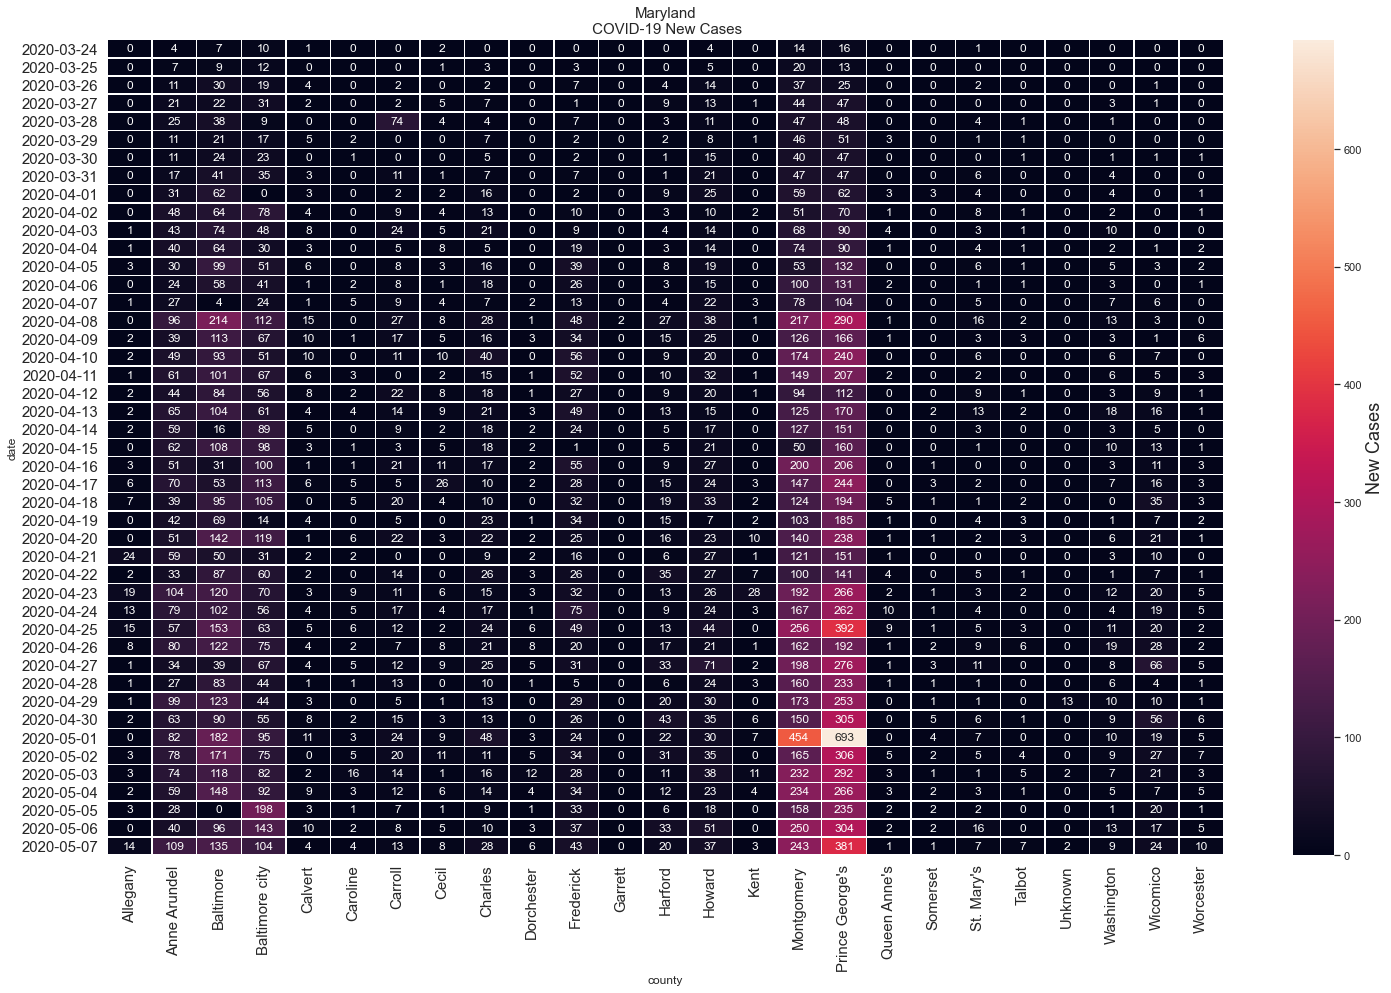 Maryland
COVID-19 New Cases
2020-03-24 0 4 7 10 1 0 0 2 0 0 0 0 0 4 0 14 16 0 0 1 0 0 0 0 0
2020-03-25 0 7 9 12 0 0 0 1 3 0 3 0 0 5 0 20 13 0 0 0 0 0 0 0 0
2020-03-26 0 11 30 19 4 0 2 0 2 0 7 0 4 14 0 37 25 0 0 2 0 0 0 1 0
2020-03-27 0 21 22 31 2 0 2 5 7 0 1 0 9 13 1 44 47 0 0 0 0 0 3 1 0
2020-03-28 0 25 38 9 0 0 74 4 4 0 7 0 3 11 0 47 48 0 0 4 1 0 1 0 0
2020-03-29 0 11 21 17 5 2 0 0 7 0 2 0 2 8 1 46 51 3 0 1 1 0 0 0 0
2020-03-30 0 11 24 23 0 1 0 0 5 0 2 0 1 15 0 40 47 0 0 0 1 0 1 1 1
2020-03-31 0 17 41 35 3 0 11 1 7 0 7 0 1 21 0 47 47 0 0 6 0 0 4 0 0
2020-04-01 0 31 62 0 3 0 2 2 16 0 2 0 9 25 0 59 62 3 3 4 0 0 4 0 1
2020-04-02 0 48 64 78 4 0 9 4 13 0 10 0 3 10 2 51 70 1 0 8 1 0 2 0 1
2020-04-03 1 43 74 48 8 0 24 5 21 0 9 0 4 14 0 68 90 4 0 3 1 0 10 0 0
2020-04-04 1 40 64 30 3 0 5 8 5 0 19 0 3 14 0 74 90 1 0 4 1 0 2 1 2
2020-04-05 3 30 99 51 6 0 8 3 16 0 39 0 8 19 0 53 132 0 0 6 1 0 5 3 2
2020-04-06 0 24 58 41 1 2 8 1 18 0 26 0 3 15 0 100 131 2 0 1 1 0 3 0 1
2020-04-07 1 27 4 24 1 5 9 4 7 2 13 0 4 22 3 78 104 0 0 5 0 0 7 6 0
2020-04-08 0 96 214 112 15 0 27 8 28 1 48 2 27 38 1 217 290 1 0 16 2 0 13 3 0
2020-04-09 2 39 113 67 10 1 17 5 16 3 34 0 15 25 0 126 166 1 0 3 3 0 3 1 6
2020-04-10 2 49 93 51 10 0 11 10 40 0 56 0 9 20 0 174 240 0 0 6 0 0 6 7 0
2020-04-11 1 61 101 67 6 3 0 2 15 1 52 0 10 32 1 149 207 2 0 2 0 0 6 5 3
2020-04-12 2 44 84 56 8 2 22 8 18 1 27 0 9 20 1 94 112 0 0 9 1 0 3 9 1
2020-04-13 2 65 104 61 4 4 14 9 21 3 49 0 13 15 0 125 170 0 2 13 2 0 18 16 1
2020-04-14 2 59 16 89 5 0 9 2 18 2 24 0 5 17 0 127 151 0 0 3 0 0 3 5 0
2020-04-15 0 62 108 98 3 1 3 5 18 2 1 0 5 21 0 50 160 0 0 1 0 0 10 13 1
2020-04-16 3 51 31 100 1 1 21 11 17 2 55 0 9 27 0 200 206 0 1 0 0 0 3 11 3
2020-04-17 6 70 53 113 6 5 5 26 10 2 28 0 15 24 3 147 244 0 3 2 0 0 7 16 3
2020-04-18 7 39 95 105 0 5 20 4 10 0 32 0 19 33 2 124 194 5 1 1 2 0 0 35 3
2020-04-19 0 42 69 14 4 0 5 0 23 1 34 0 15 7 2 103 185 1 0 4 3 0 1 7 2
2020-04-20 0 51 142 119 1 6 22 3 22 2 25 0 16 23 10 140 238 1 1 2 3 0 6 21 1
2020-04-21 24 59 50 31 2 2 0 0 9 2 16 0 6 27 1 121 151 1 0 0 0 0 3 10 0
2020-04-22 2 33 87 60 2 0 14 0 26 3 26 0 35 27 7 100 141 4 0 5 1 0 1 7 1
2020-04-23 19 104 120 70 3 9 11 6 15 3 32 0 13 26 28 192 266 2 1 3 2 0 12 20 5
2020-04-24 13 79 102 56 4 5 17 4 17 1 75 0 9 24 3 167 262 10 1 4 0 0 4 19 5
2020-04-25 15 57 153 63 5 6 12 2 24 6 49 0 13 44 0 256 392 9 1 5 3 0 11 20 2
2020-04-26 8 80 122 75 4 2 7 8 21 8 20 0 17 21 1 162 192 1 2 9 6 0 19 28 2
2020-04-27 1 34 39 67 4 5 12 9 25 5 31 0 33 71 2 198 276 1 3 11 0 0 8 66 5
2020-04-28 1 27 83 44 1 1 13 0 10 1 5 0 6 24 3 160 233 1 1 1 0 0 6 4 1
2020-04-29 1 99 123 44 3 0 5 1 13 0 29 0 20 30 0 173 253 0 1 1 0 13 10 10 1
2020-04-30 2 63 90 55 8 2 15 3 13 0 26 0 43 35 6 150 305 0 5 6 1 0 9 56 6
2020-05-01 0 82 182 95 11 3 24 9 48 3 24 0 22 30 7 454 693 0 4 7 0 0 10 19 5
2020-05-02 3 78 171 75 0 5 20 11 11 5 34 0 31 35 0 165 306 5 2 5 4 0 9 27 7
2020-05-03 3 74 118 82 2 16 14 1 16 12 28 0 11 38 11 232 292 3 1 1 5 2 7 21 3
2020-05-04 2 59 148 92 9 3 12 6 14 4 34 0 12 23 4 234 266 3 2 3 1 0 5 7 5
2020-05-05 3 28 0 198 3 1 7 1 9 1 33 0 6 18 0 158 235 2 2 2 0 0 1 20 1
2020-05-06 0 40 96 143 10 2 8 5 10 3 37 0 33 51 0 250 304 2 2 16 0 0 13 17 5
2020-05-07 14 109 135 104 4 4 13 8 28 6 43 0 20 37 3 243 381 1 1 7 7 2 9 24 10
date
Allegany
Anne Arundel
Baltimore
Baltimore city
Calvert
Caroline
Carroll
Cecil
Charles
Dorchester
Frederick
Garrett
Harford
Howard
Kent
Montgomery
Prince George's
Queen Anne's
Somerset
St. Mary's
Talbot
Unknown
Washington
Wicomico
Worcester
county
600
500
400
300
200
100
0
New Cases